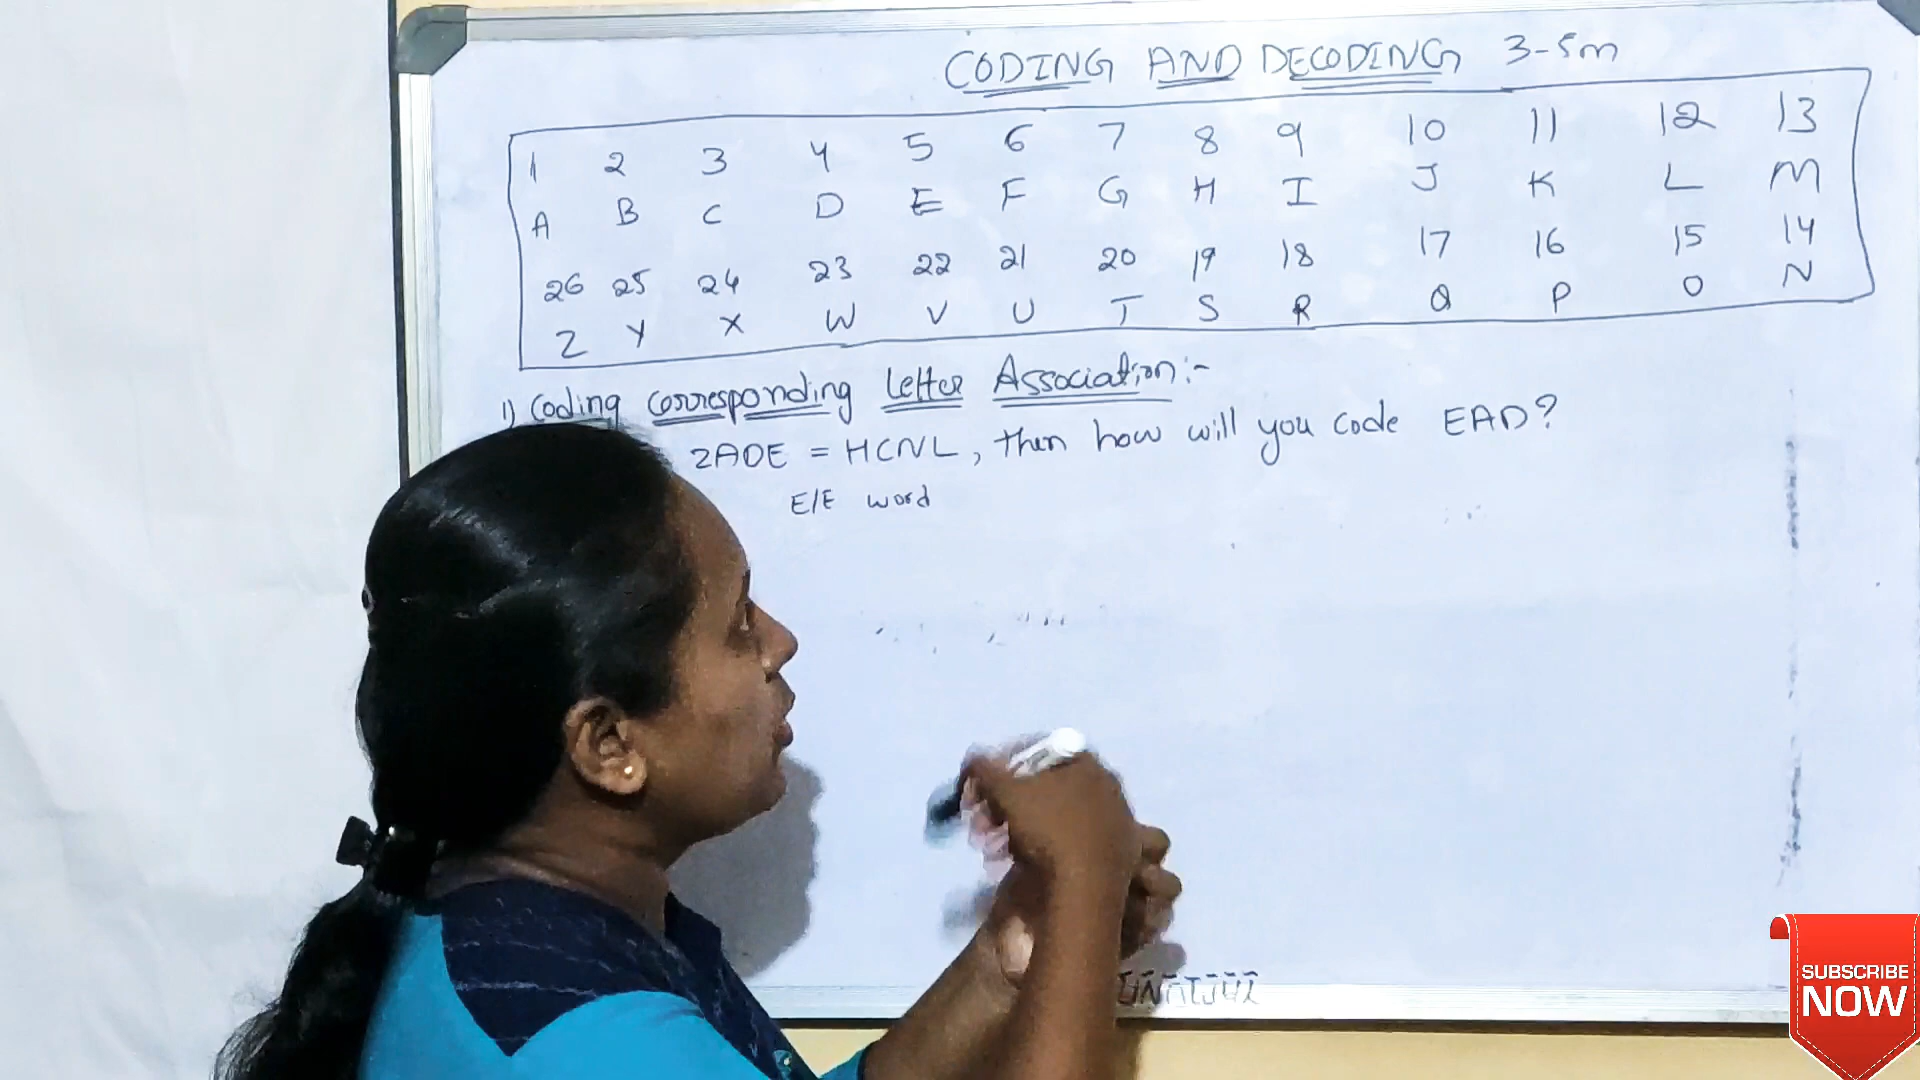 CODING AND DECODING 3-5m
1 2 3 4 5 6 7 8 9 10 11 12 13
A B C D E F G H I J K L M
26 25 24 23 22 21 20 19 18 17 16 15 14
Z Y X W V U T S R Q P O N
1) Coding Corresponding Letter Association:-
ZADE = HCNL, then how will you code EAD?
E/E word
SUBSCRIBE
NOW